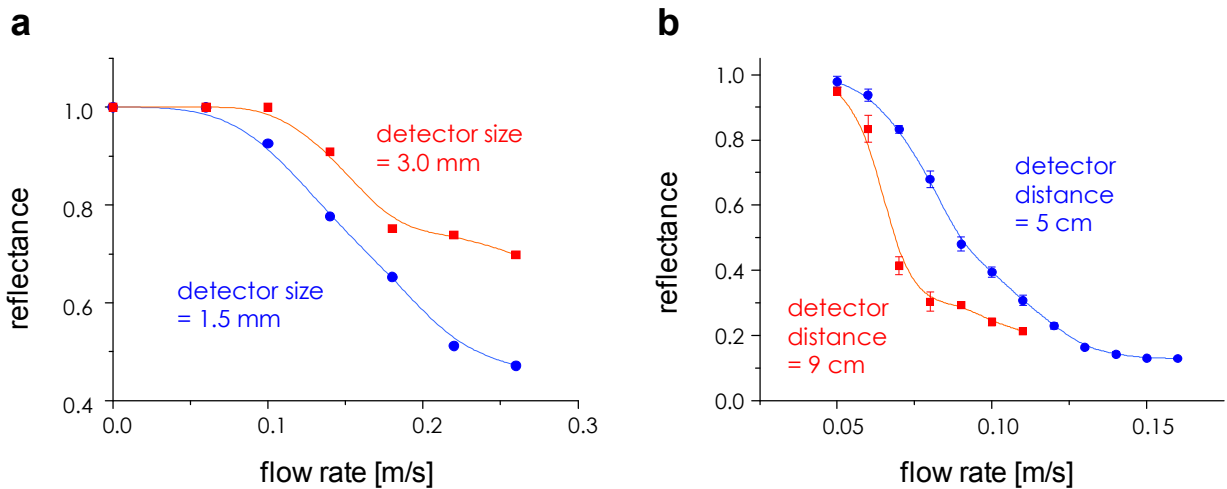 a
1.0
0.8
0.6
0.4
0.0
0.1
0.2
0.3
reflectance
flow rate [m/s]
detector size
= 3.0 mm
detector size
= 1.5 mm
b
1.0
0.8
0.6
0.4
0.2
0.0
0.05
0.10
0.15
reflectance
flow rate [m/s]
detector
distance
= 5 cm
detector
distance
= 9 cm